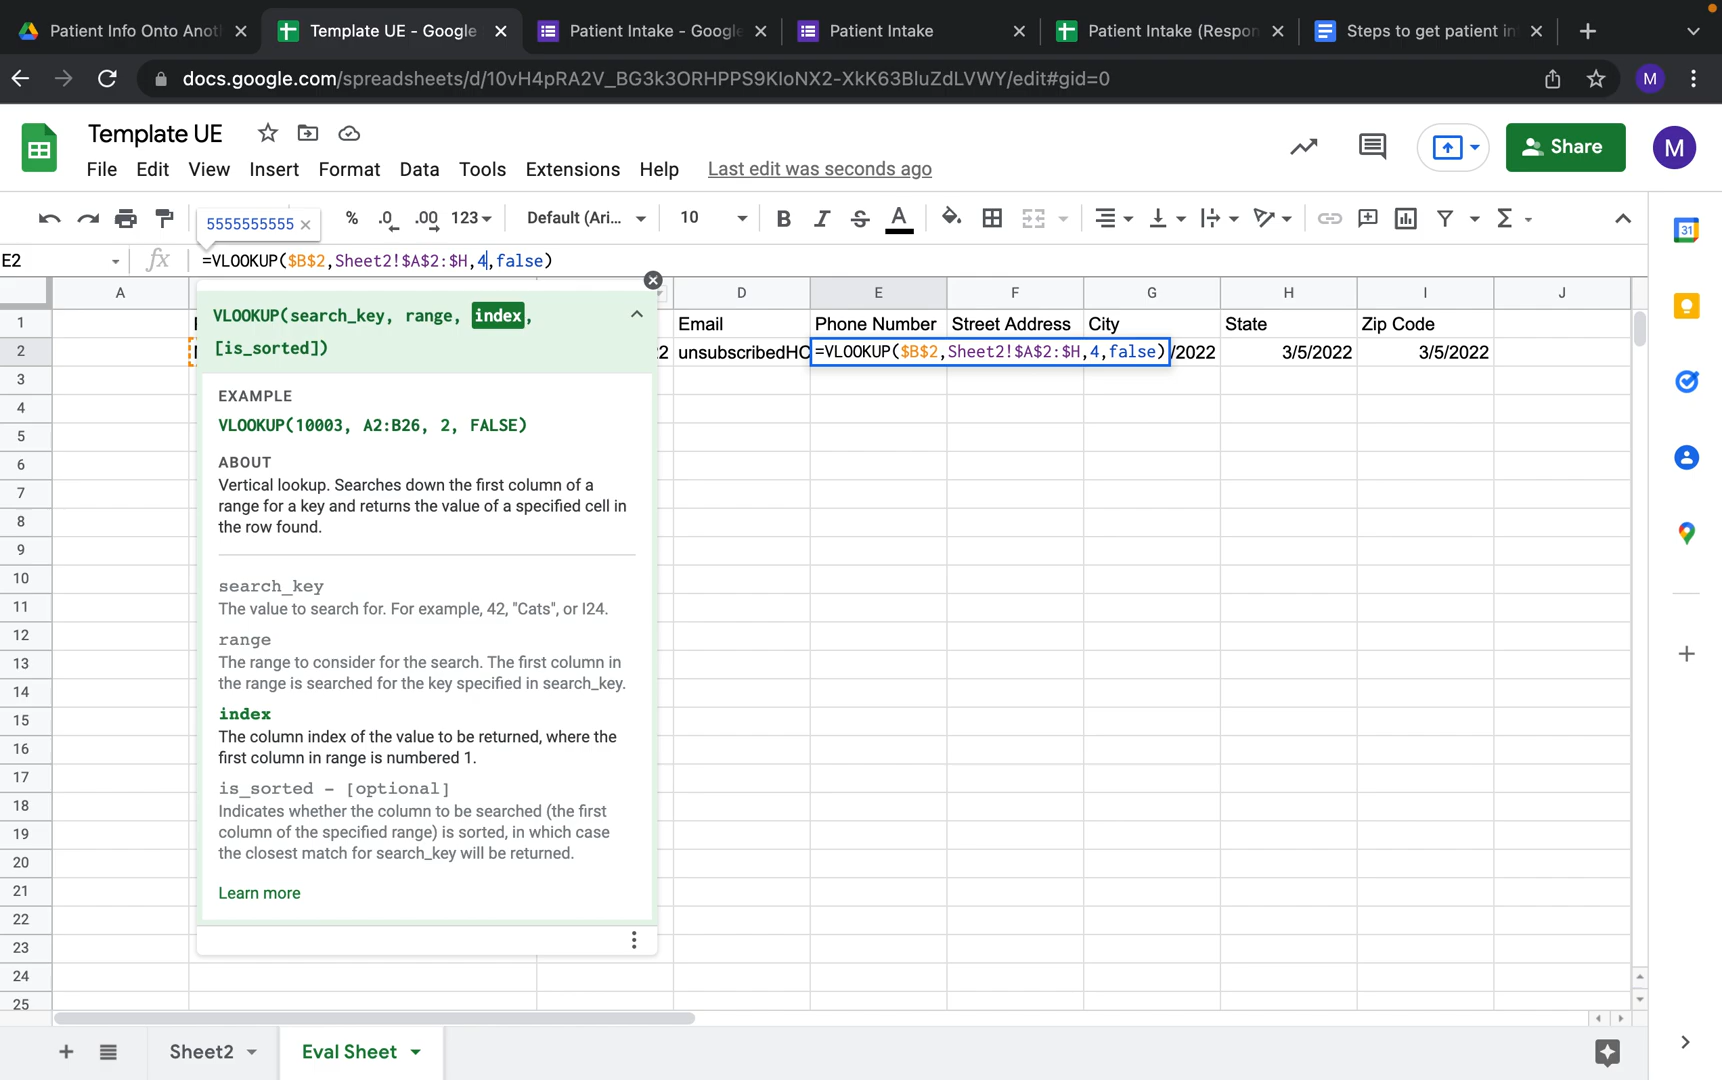 Patient Info Onto Anot
Template UE - Google
Patient Intake - Google
Patient Intake
Patient Intake (Respon
Steps to get patient in
docs.google.com/spreadsheets/d/10vH4pRA2V_BG3k3ORHPPS9KIoNX2-XkK63BluZdLVWY/edit#gid=0
M
Template UE
File Edit View Insert Format Data Tools Extensions Help Last edit was seconds ago
Share
M
5555555555
% .0 .00 123 Default (Ari... 10 B I S A Σ
31
E2 fx =VLOOKUP($B$2,Sheet2!$A$2:$H,4,false)
A D E F G H I J
VLOOKUP(search_key, range, index,
[is_sorted])
1 Email Phone Number Street Address City State Zip Code
2 2 unsubscribedHC =VLOOKUP($B$2,Sheet2!$A$2:$H,4,false) /2022 3/5/2022 3/5/2022
EXAMPLE
VLOOKUP(10003, A2:B26, 2, FALSE)
ABOUT
Vertical lookup. Searches down the first column of a
range for a key and returns the value of a specified cell in
the row found.
search_key
The value to search for. For example, 42, "Cats", or I24.
range
The range to consider for the search. The first column in
the range is searched for the key specified in search_key.
index
The column index of the value to be returned, where the
first column in range is numbered 1.
is_sorted - [optional]
Indicates whether the column to be searched (the first
column of the specified range) is sorted, in which case
the closest match for search_key will be returned.
Learn more
3
4
5
6
7
8
9
10
11
12
13
14
15
16
17
18
19
20
21
22
23
24
25
Sheet2 Eval Sheet